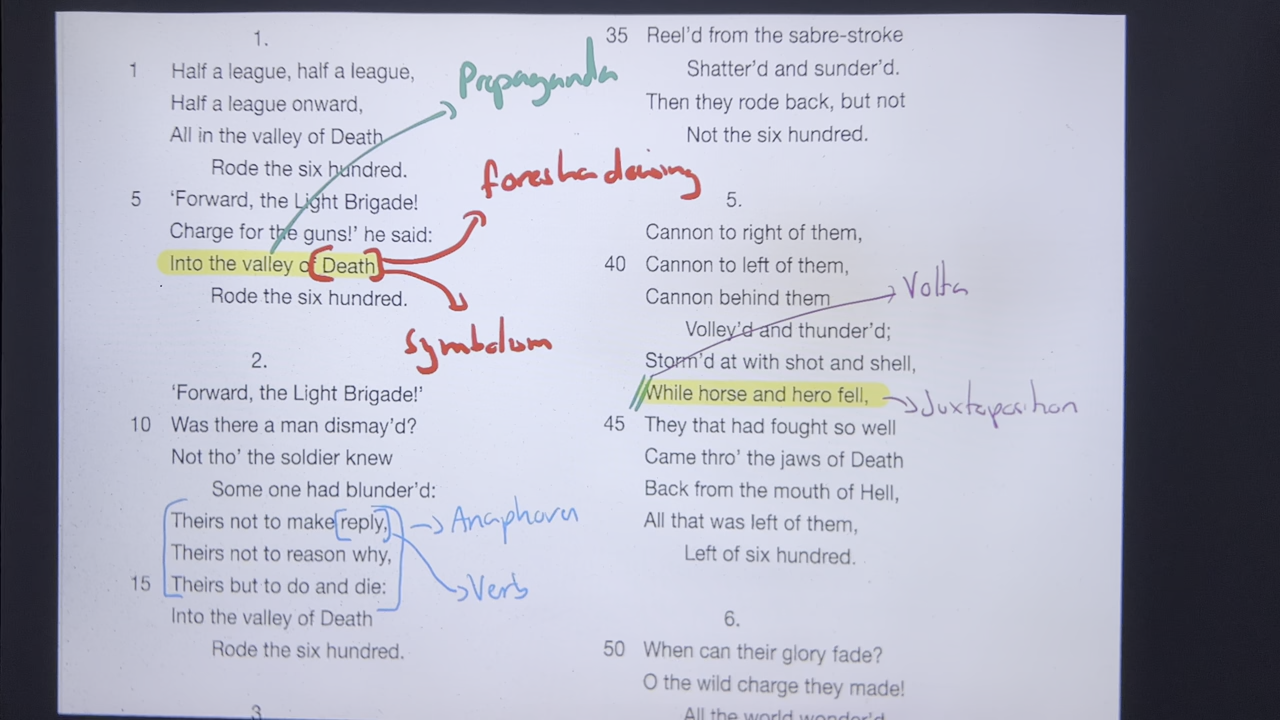 1.
1 Half a league, half a league,
Half a league onward,
All in the valley of Death
Rode the six hundred.
5 ‘Forward, the Light Brigade!
Charge for the guns!’ he said:
Into the valley of Death
Rode the six hundred.
Propaganda
foreshadowing
Symbolism
2.
‘Forward, the Light Brigade!’
10 Was there a man dismay’d?
Not tho’ the soldier knew
Some one had blunder’d:
Theirs not to make reply,
Theirs not to reason why,
15 Theirs but to do and die:
Into the valley of Death
Rode the six hundred.
Anaphora
Verb
3
35 Reel’d from the sabre-stroke
Shatter’d and sunder’d.
Then they rode back, but not
Not the six hundred.
5.
Cannon to right of them,
40 Cannon to left of them,
Cannon behind them
Volley’d and thunder’d;
Storm’d at with shot and shell,
While horse and hero fell,
45 They that had fought so well
Came thro’ the jaws of Death
Back from the mouth of Hell,
All that was left of them,
Left of six hundred.
Volta
Juxtaposition
6.
50 When can their glory fade?
O the wild charge they made!
All the world wonder’d